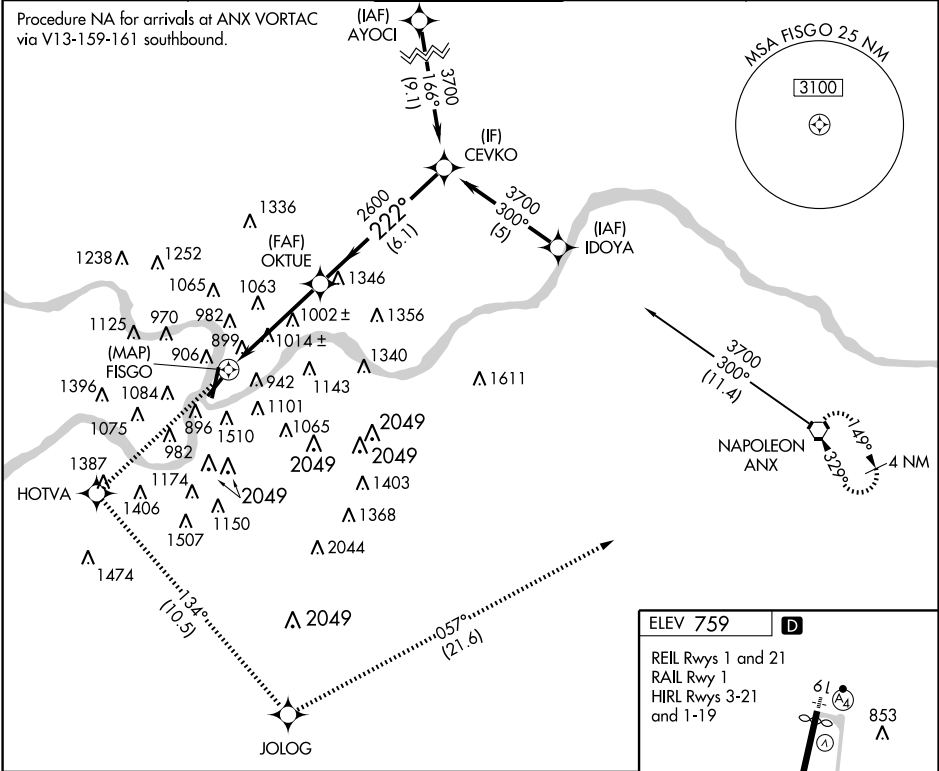 Procedure NA for arrivals at ANX VORTAC
via V13-159-161 southbound.
(IAF)
AYOCI
3700
166°
(9.1)
MSA FISGO 25 NM
3100
(IF)
CEVKO
3700
300°
(5)
(IAF)
IDOYA
2600
222°
(6.1)
(FAF)
OKTUE
1336
1238
1252
1065
1063
1346
1125
970
982
1002 ±
1356
899
1014 ±
(MAP)
FISGO
906
1340
942
1143
1611
1396
1084
1101
1075
896
1510
1065
982
2049
2049
1387
1174
2049
1403
HOTVA
1406
1150
1368
1507
2044
1474
2049
134°
(10.5)
057°
(21.6)
JOLOG
3700
300°
(11.4)
NAPOLEON
ANX
149°
329°
4 NM
ELEV 759
D
REIL Rwys 1 and 21
RAIL Rwy 1
HIRL Rwys 3-21
and 1-19
19
A4
V
853